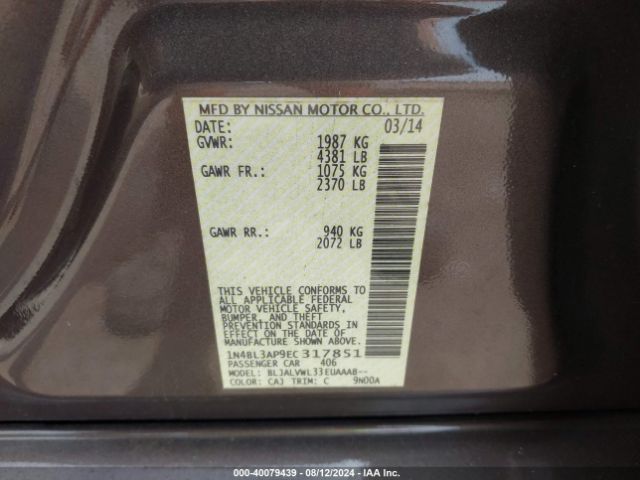 MFD BY NISSAN MOTOR CO., LTD.
DATE: 03/14
GVWR: 1987 KG
4381 LB
GAWR FR.: 1075 KG
2370 LB
GAWR RR.: 940 KG
2072 LB
THIS VEHICLE CONFORMS TO
ALL APPLICABLE FEDERAL
MOTOR VEHICLE SAFETY,
BUMPER, AND THEFT
PREVENTION STANDARDS IN
EFFECT ON THE DATE OF
MANUFACTURE SHOWN ABOVE.
1N4BL3AP9EC317851
PASSENGER CAR 406
MODEL: BLJALVWL33EUAAAB--
COLOR: CAJ TRIM: C 9N00A
000-40079439 - 08/12/2024 - IAA Inc.